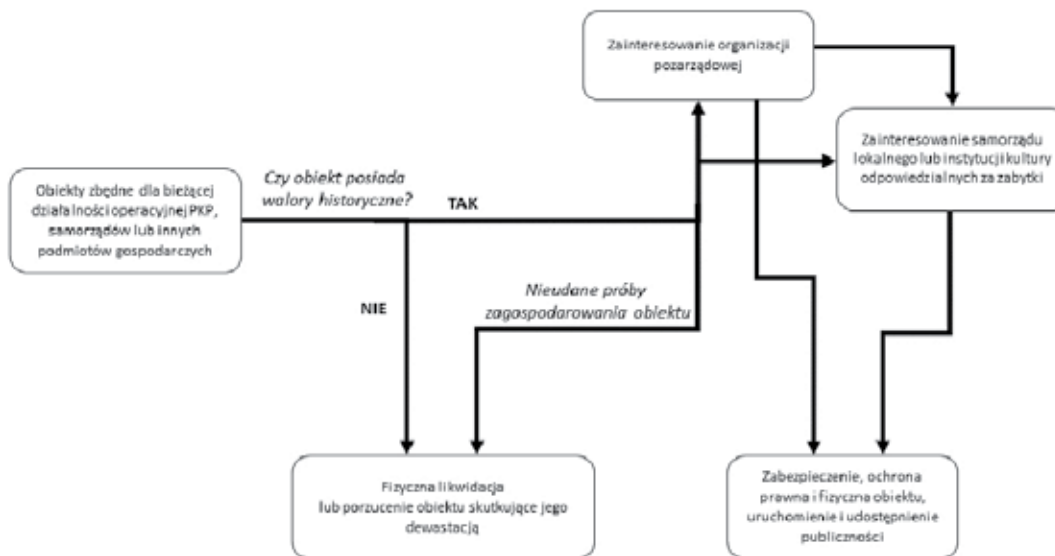 Zainteresowanie organizacji
pozarządowej
Zainteresowanie samorządu
lokalnego lub instytucji kultury
odpowiedzialnych za zabytki
Obiekty zbędne dla bieżącej
działalności operacyjnej PKP,
samorządów lub innych
podmiotów gospodarczych
Czy obiekt posiada
walory historyczne?
TAK
NIE
Nieudane próby
zagospodarowania obiektu
Fizyczna likwidacja
lub porzucenie obiektu skutkujące jego
dewastacją
Zabezpieczenie, ochrona
prawna i fizyczna obiektu,
uruchomienie i udostępnienie
publiczności